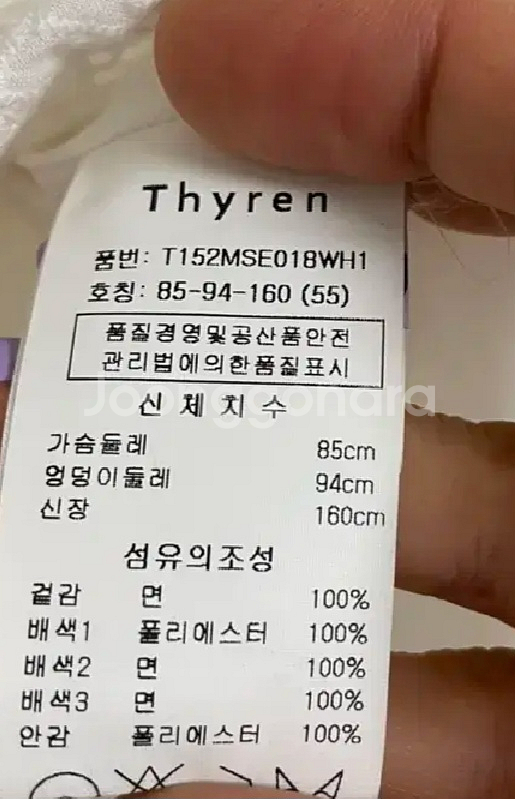 Thyren
품번: T152MSE018WH1
호칭: 85-94-160 (55)
품질경영및공산품안전
관리법에의한품질표시
Joonggonara
신체치수
가슴둘레 85cm
엉덩이둘레 94cm
신장 160cm
섬유의조성
겉감 면 100%
배색1 폴리에스터 100%
배색2 면 100%
배색3 면 100%
안감 폴리에스터 100%